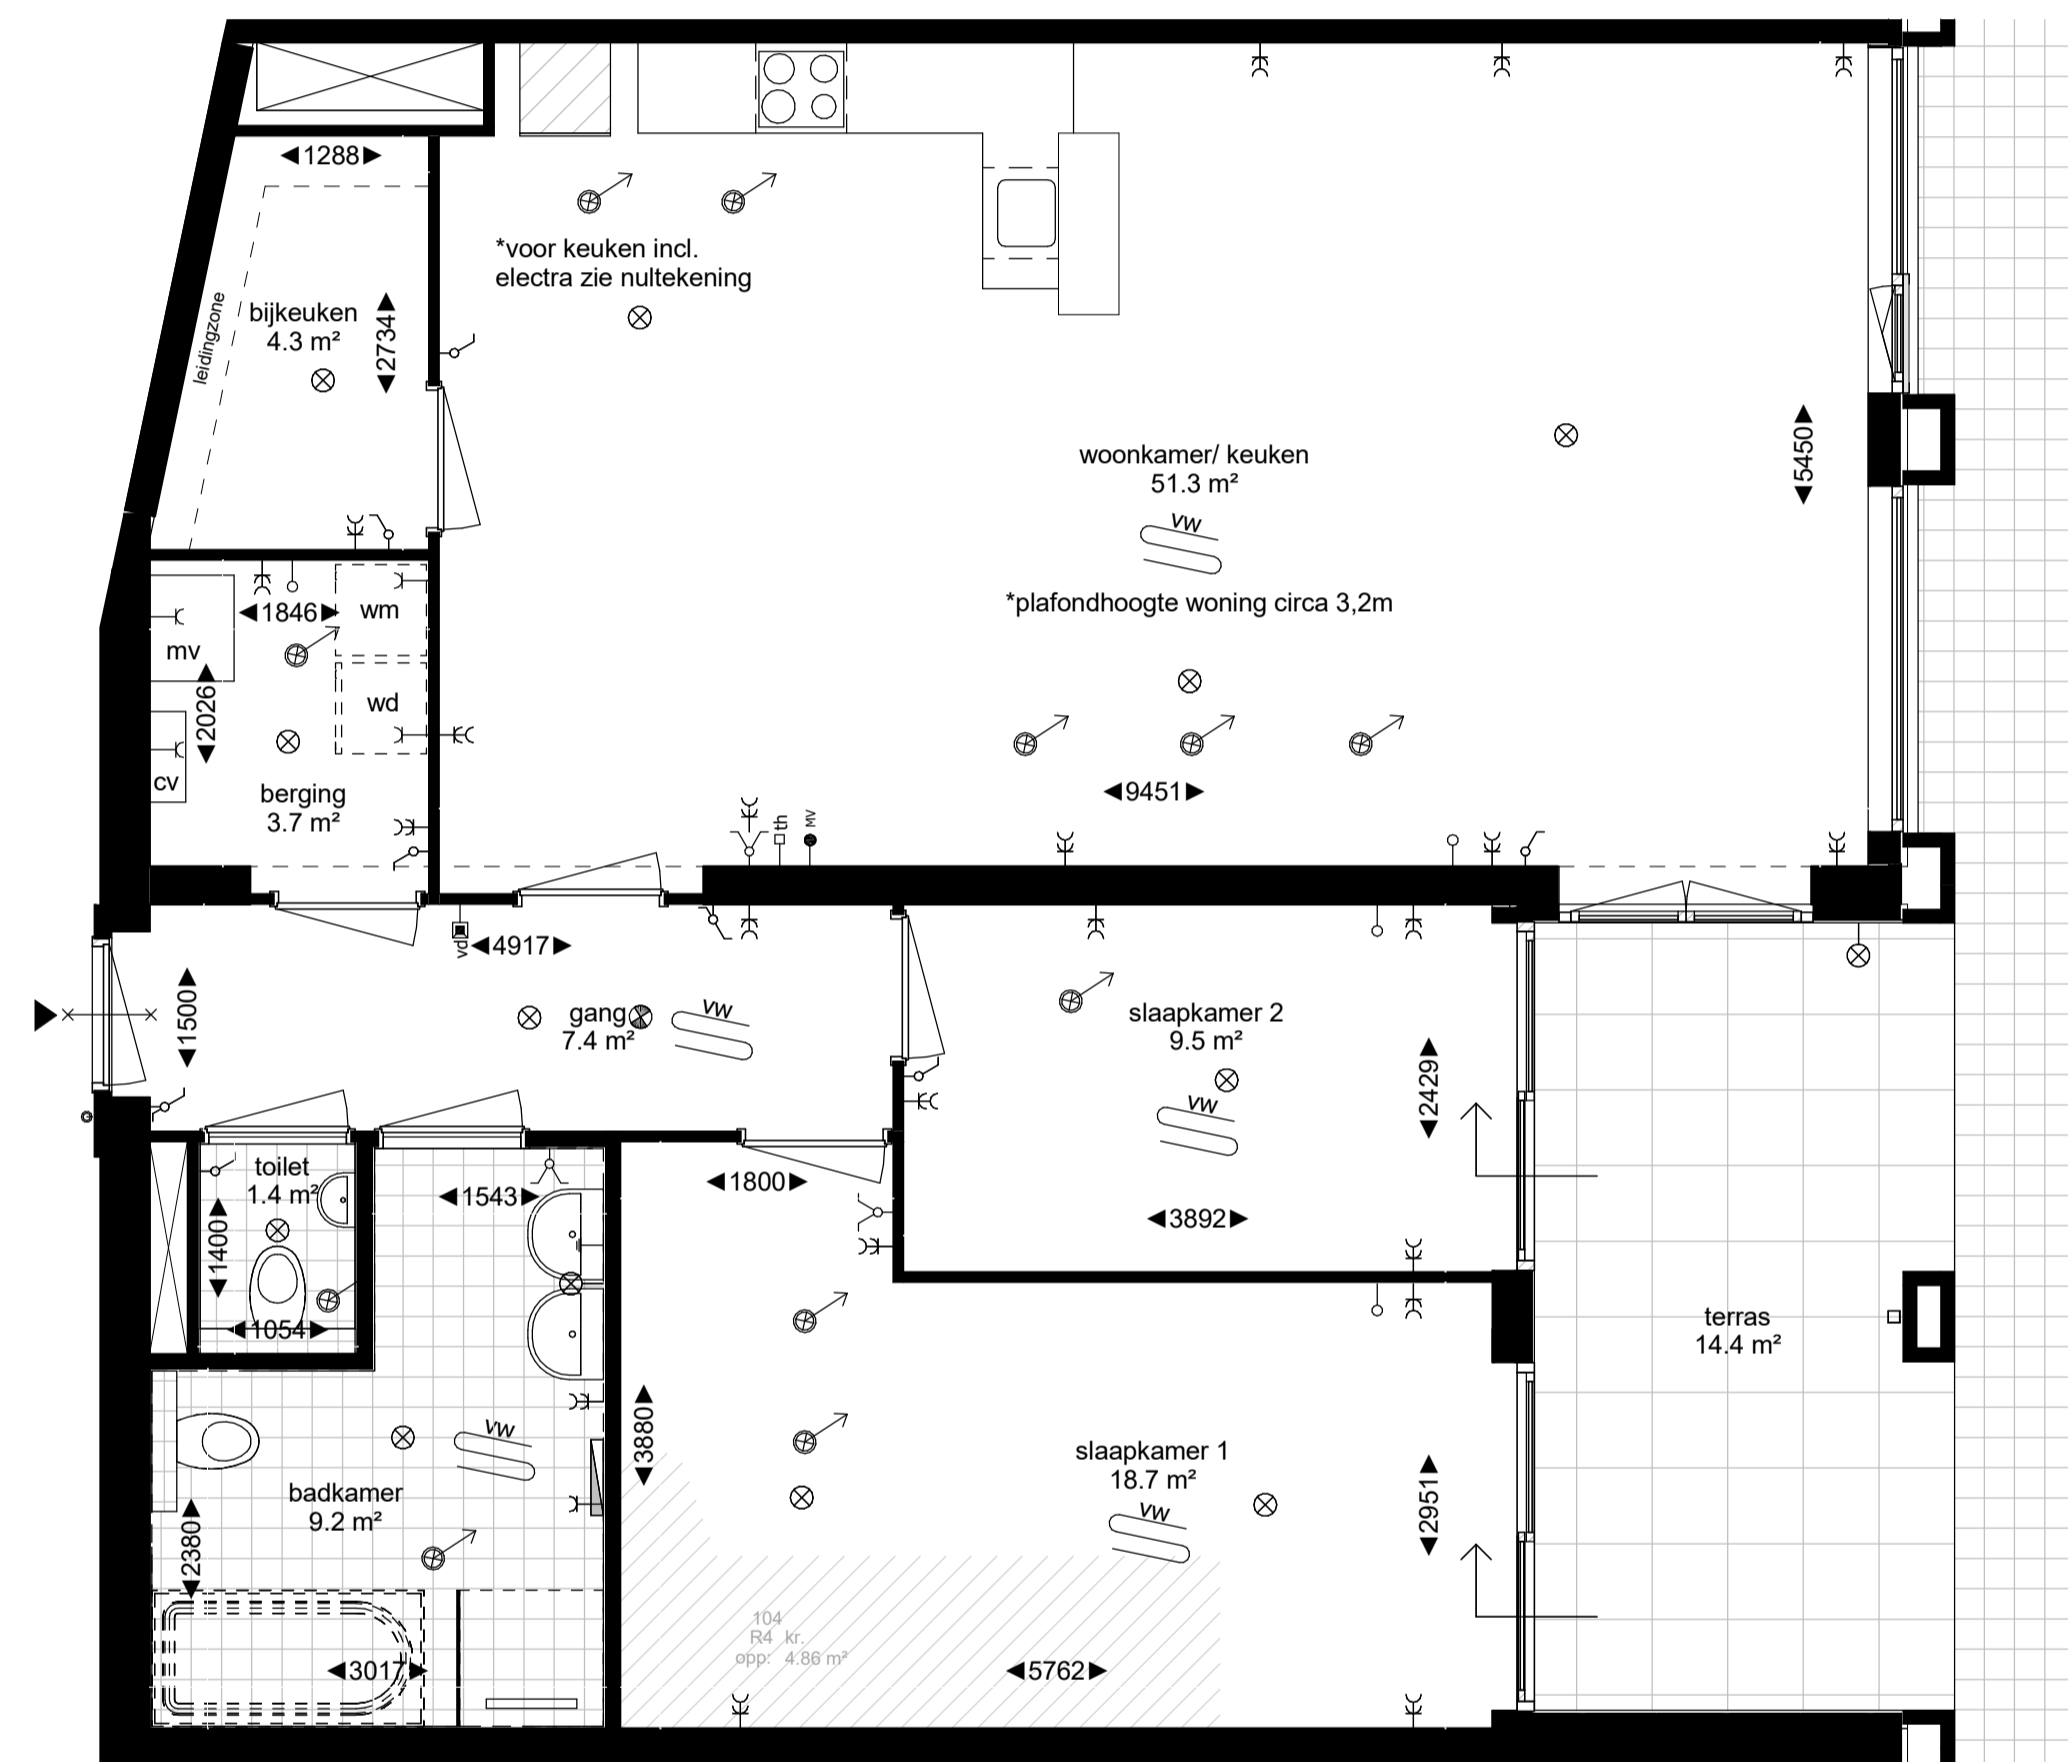 1288
*voor keuken incl.
electra zie nultekening
leidingzone
bijkeuken
4.3 m²
2734
woonkamer/ keuken
51.3 m²
5450
vw
*plafondhoogte woning circa 3,2m
1846
wm
mv
2026
wd
cv
berging
3.7 m²
9451
th
MV
vd
4917
1500
gang
7.4 m²
vw
slaapkamer 2
9.5 m²
2429
vw
toilet
1.4 m²
1400
1054
1543
1800
3892
terras
14.4 m²
3880
slaapkamer 1
18.7 m²
vw
2951
vw
badkamer
9.2 m²
2380
3017
104
R4 kr.
opp: 4.86 m²
5762